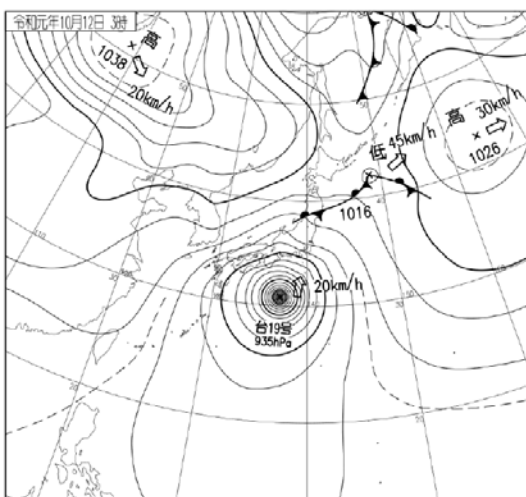 令和元年10月12日 3時
高
1038
20km/h
低 45km/h
1016
高 30km/h
1026
20km/h
台19号
935hPa